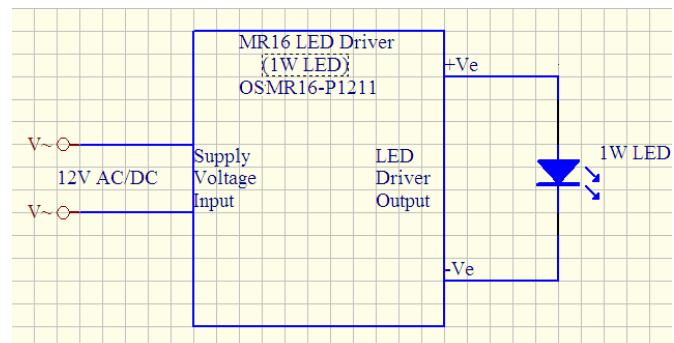 MR16 LED Driver
(1W LED)
OSMR16-P1211
+Ve
V~
Supply
Voltage
Input
12V AC/DC
V~
LED
Driver
Output
1W LED
-Ve